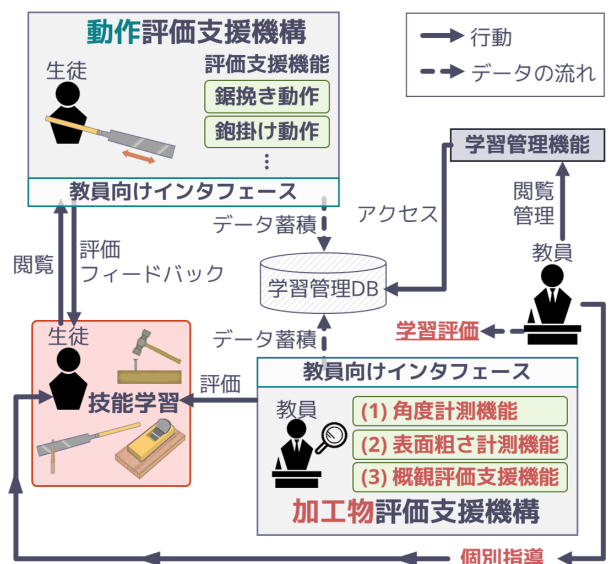 動作評価支援機構
生徒
評価支援機能
鋸挽き動作
鉋掛け動作
⋮
教員向けインタフェース
行動
データの流れ
学習管理機能
閲覧
管理
アクセス
教員
データ蓄積
学習管理DB
データ蓄積
閲覧
評価
フィードバック
生徒
技能学習
評価
学習評価
教員向けインタフェース
教員
(1) 角度計測機能
(2) 表面粗さ計測機能
(3) 概観評価支援機能
加工物評価支援機構
個別指導